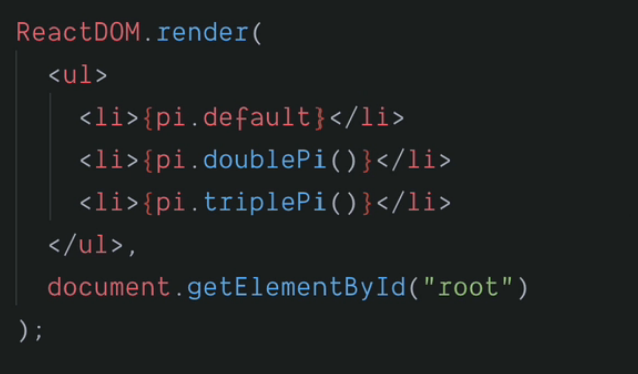 ReactDOM.render(
<ul>
<li>{pi.default}</li>
<li>{pi.doublePi()}</li>
<li>{pi.triplePi()}</li>
</ul>,
document.getElementById("root")
);